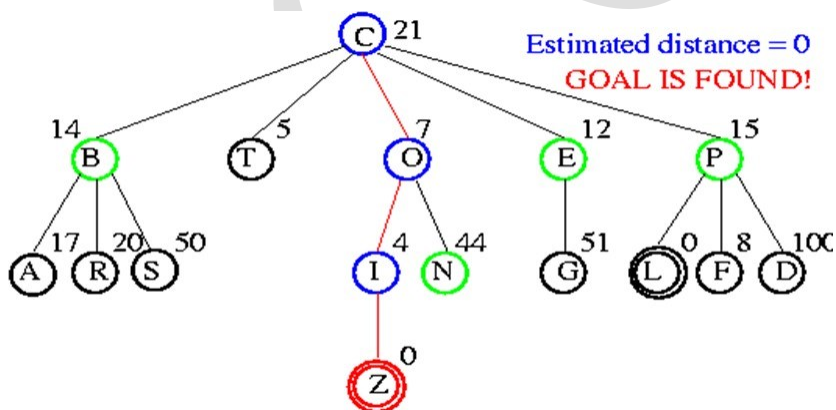 C 21
Estimated distance = 0
GOAL IS FOUND!
14 5 7 12 15
B T O E P
17 20 50 4 44 51 0 8 100
A R S I N G L F D
0
Z